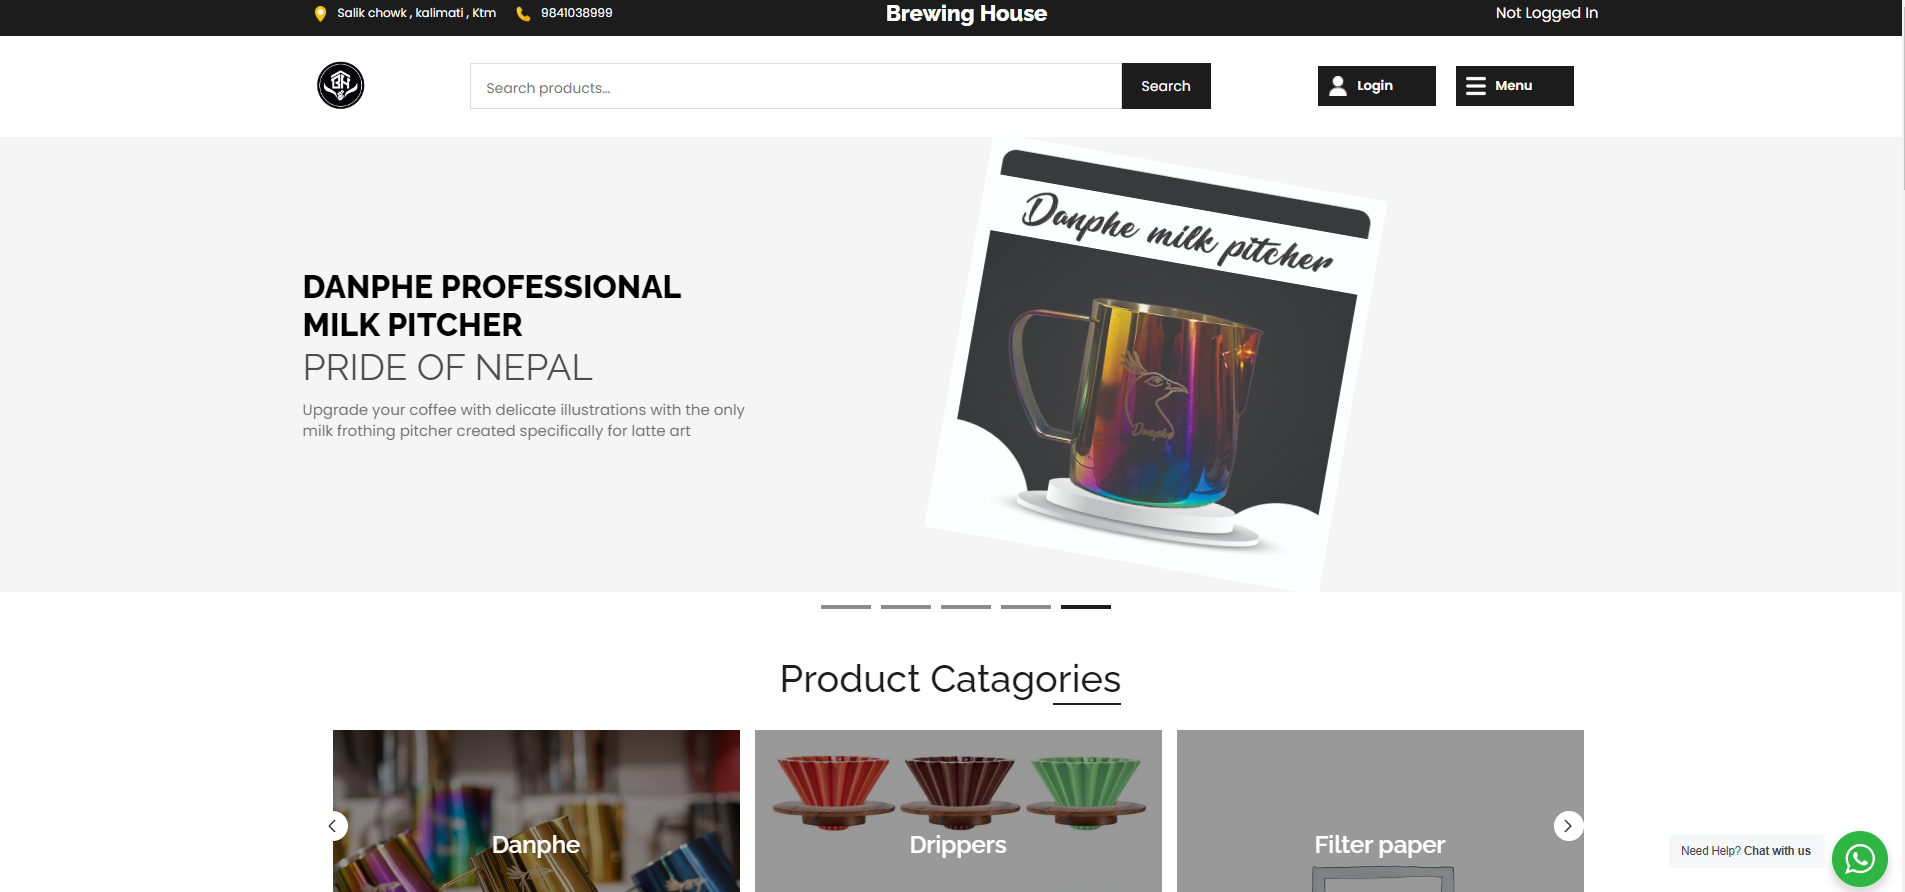 Salik chowk , kalimati , Ktm
9841038999
Brewing House
Not Logged In
BH
Search products...
Search
Login
Menu
Danphe milk pitcher
DANPHE PROFESSIONAL
MILK PITCHER
PRIDE OF NEPAL
Upgrade your coffee with delicate illustrations with the only
milk frothing pitcher created specifically for latte art
Danphe
Product Catagories
Danphe
Drippers
Filter paper
Need Help? Chat with us